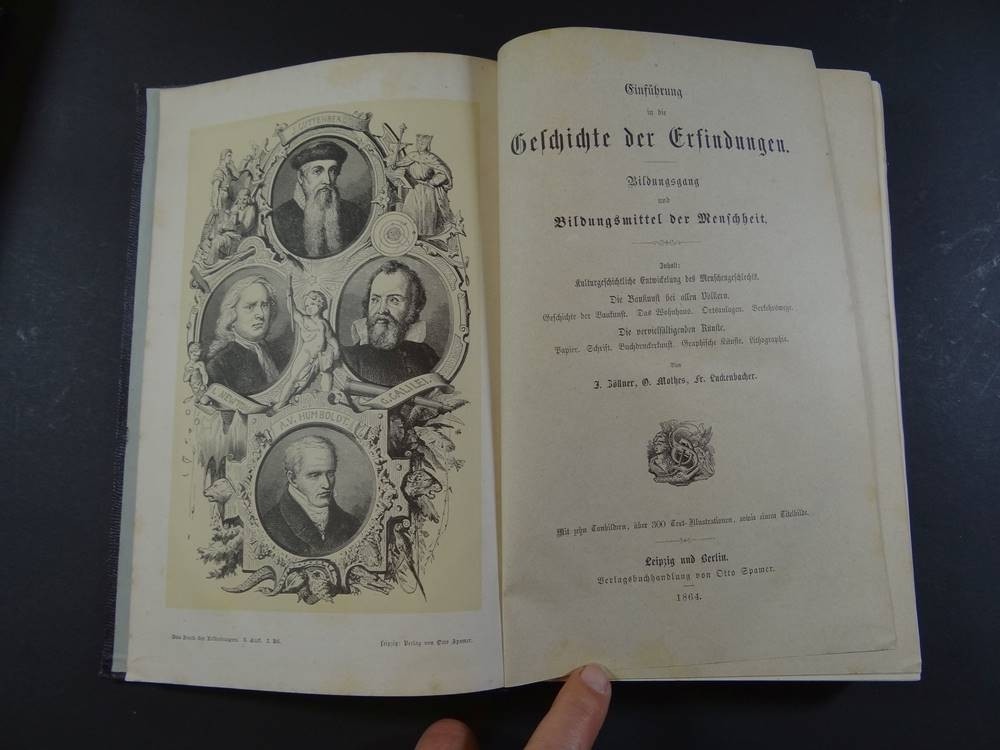 J. GUTTENBERG
NEWTON
G. GALILEI.
A.V. HUMBOLDT.
Das Buch der Erfindungen. 5. Aufl. I. Bd.
Leipzig: Verlag von Otto Spamer.
Einführung
in die
Geschichte der Erfindungen.
Bildungsgang
und
Bildungsmittel der Menschheit.
Inhalt:
Kulturgeschichtliche Entwickelung des Menschengeschlechts.
Die Baukunst bei allen Völkern.
Geschichte der Baukunst. Das Wohnhaus. Ortsanlagen. Verkehrswege.
Die vervielfältigenden Künste.
Papier. Schrift. Buchdruckerkunst. Graphische Künste. Lithographie.
Von
J. Zöllner, O. Mothes, Fr. Luckenbacher.
Mit zehn Tonbildern, über 300 Text-Illustrationen, sowie einem Titelbilde.
Leipzig und Berlin.
Verlagsbuchhandlung von Otto Spamer.
1864.